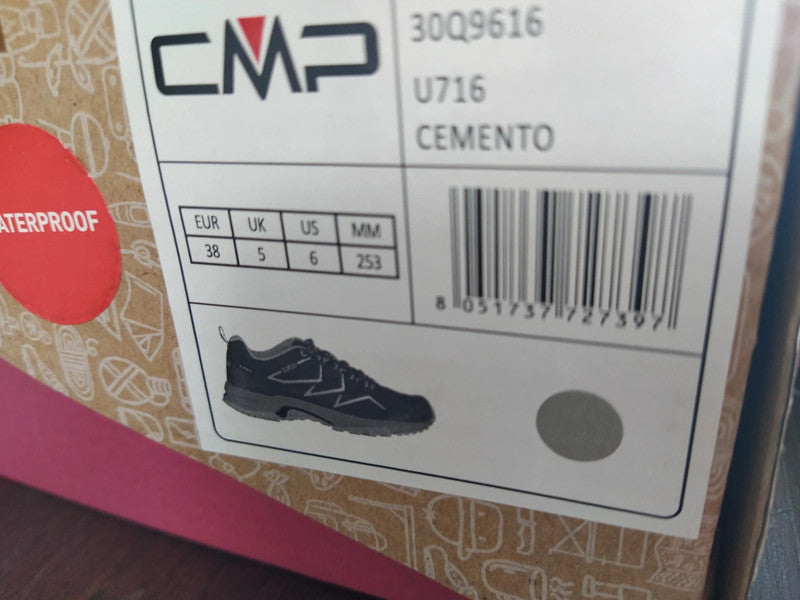 CMP
30Q9616
U716
CEMENTO
ATERPROOF
EUR UK US MM
38 5 6 253
8 051737 727397